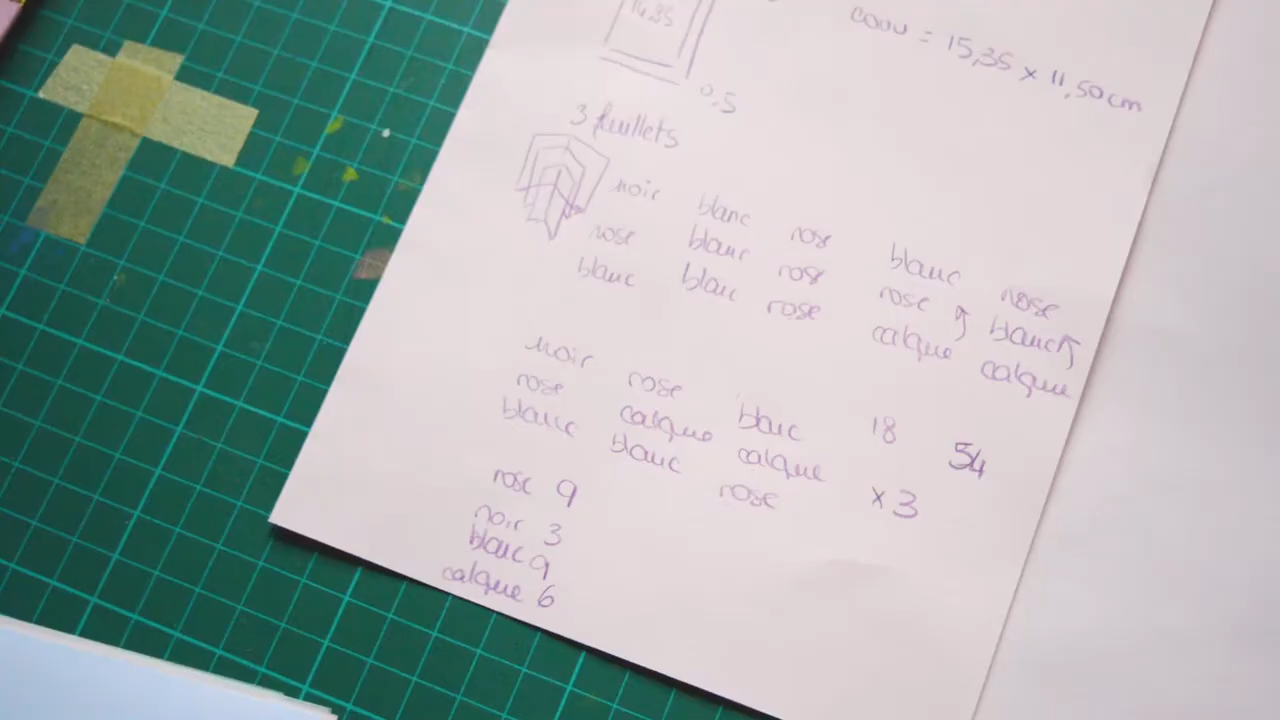 14,35
couv = 15,35 x 11,50 cm
0,5
3 feuillets
noir blanc rose blanc rose
rose blanc rose rose blanc
blanc blanc rose calque calque
noir rose blanc 18 54
rose calque calque x 3
blanc blanc rose
rose 9
noir 3
blanc 9
calque 6